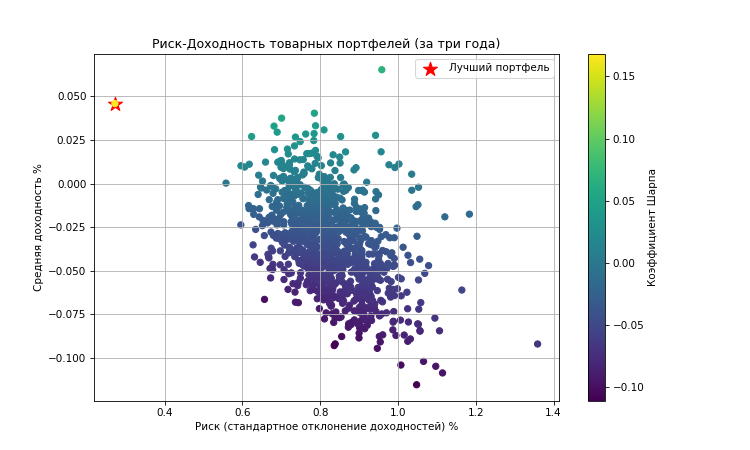 Риск-Доходность товарных портфелей (за три года)
Лучший портфель
Средняя доходность %
0.050
0.025
0.000
−0.025
−0.050
−0.075
−0.100
0.4 0.6 0.8 1.0 1.2 1.4
Риск (стандартное отклонение доходностей) %
0.15
0.10
0.05
0.00
−0.05
−0.10
Коэффициент Шарпа